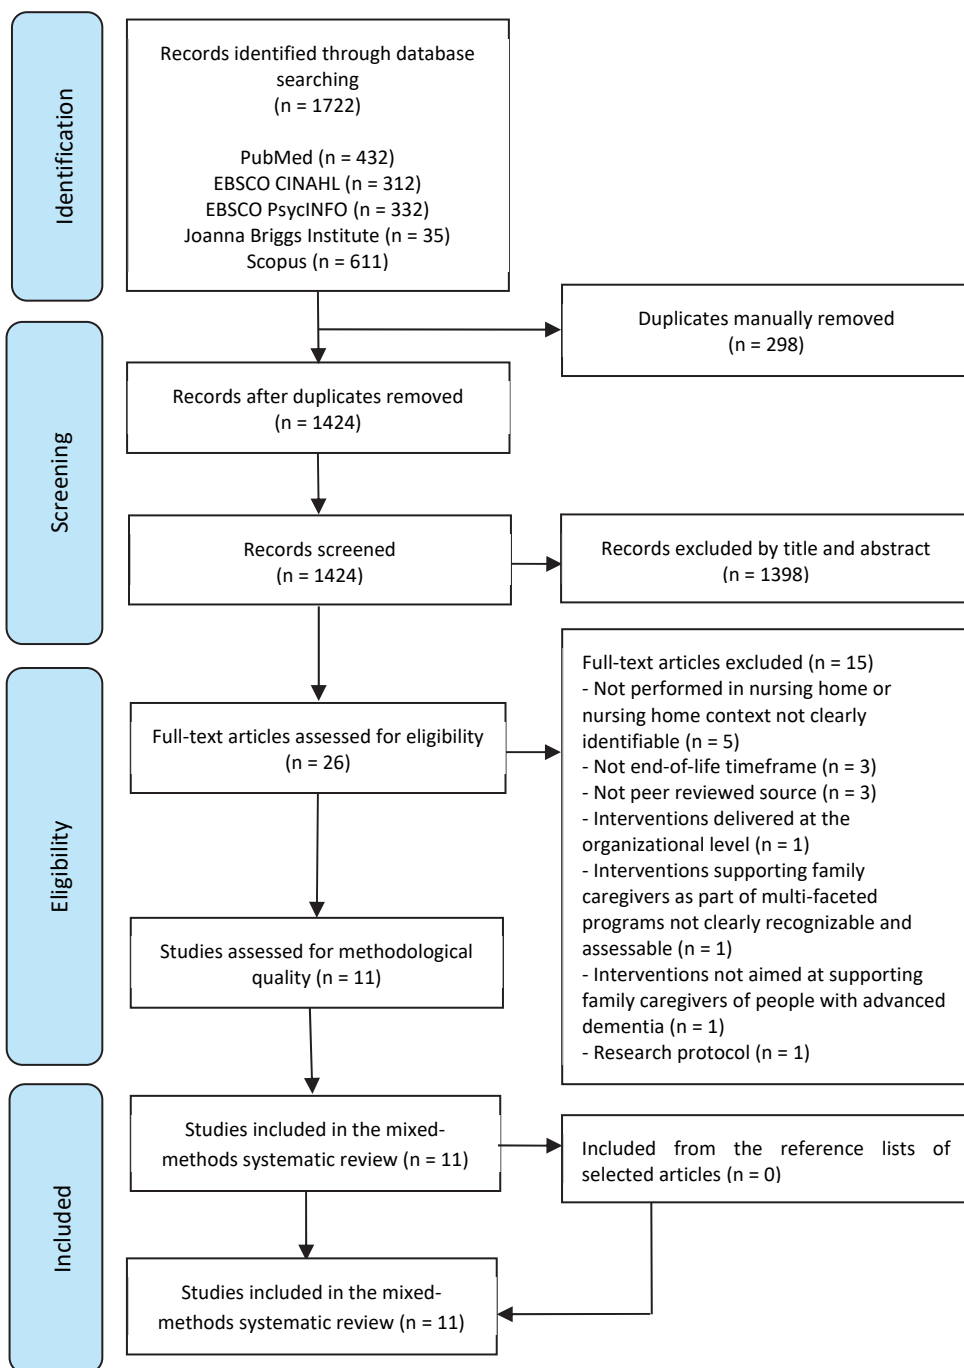 Identification
Records identified through database
searching
(n = 1722)
PubMed (n = 432)
EBSCO CINAHL (n = 312)
EBSCO PsycINFO (n = 332)
Joanna Briggs Institute (n = 35)
Scopus (n = 611)
Duplicates manually removed
(n = 298)
Screening
Records after duplicates removed
(n = 1424)
Records screened
(n = 1424)
Records excluded by title and abstract
(n = 1398)
Eligibility
Full-text articles assessed for eligibility
(n = 26)
Full-text articles excluded (n = 15)
- Not performed in nursing home or
nursing home context not clearly
identifiable (n = 5)
- Not end-of-life timeframe (n = 3)
- Not peer reviewed source (n = 3)
- Interventions delivered at the
organizational level (n = 1)
- Interventions supporting family
caregivers as part of multi-faceted
programs not clearly recognizable and
assessable (n = 1)
- Interventions not aimed at supporting
family caregivers of people with advanced
dementia (n = 1)
- Research protocol (n = 1)
Studies assessed for methodological
quality (n = 11)
Included
Studies included in the mixed-
methods systematic review (n = 11)
Included from the reference lists of
selected articles (n = 0)
Studies included in the mixed-
methods systematic review (n = 11)